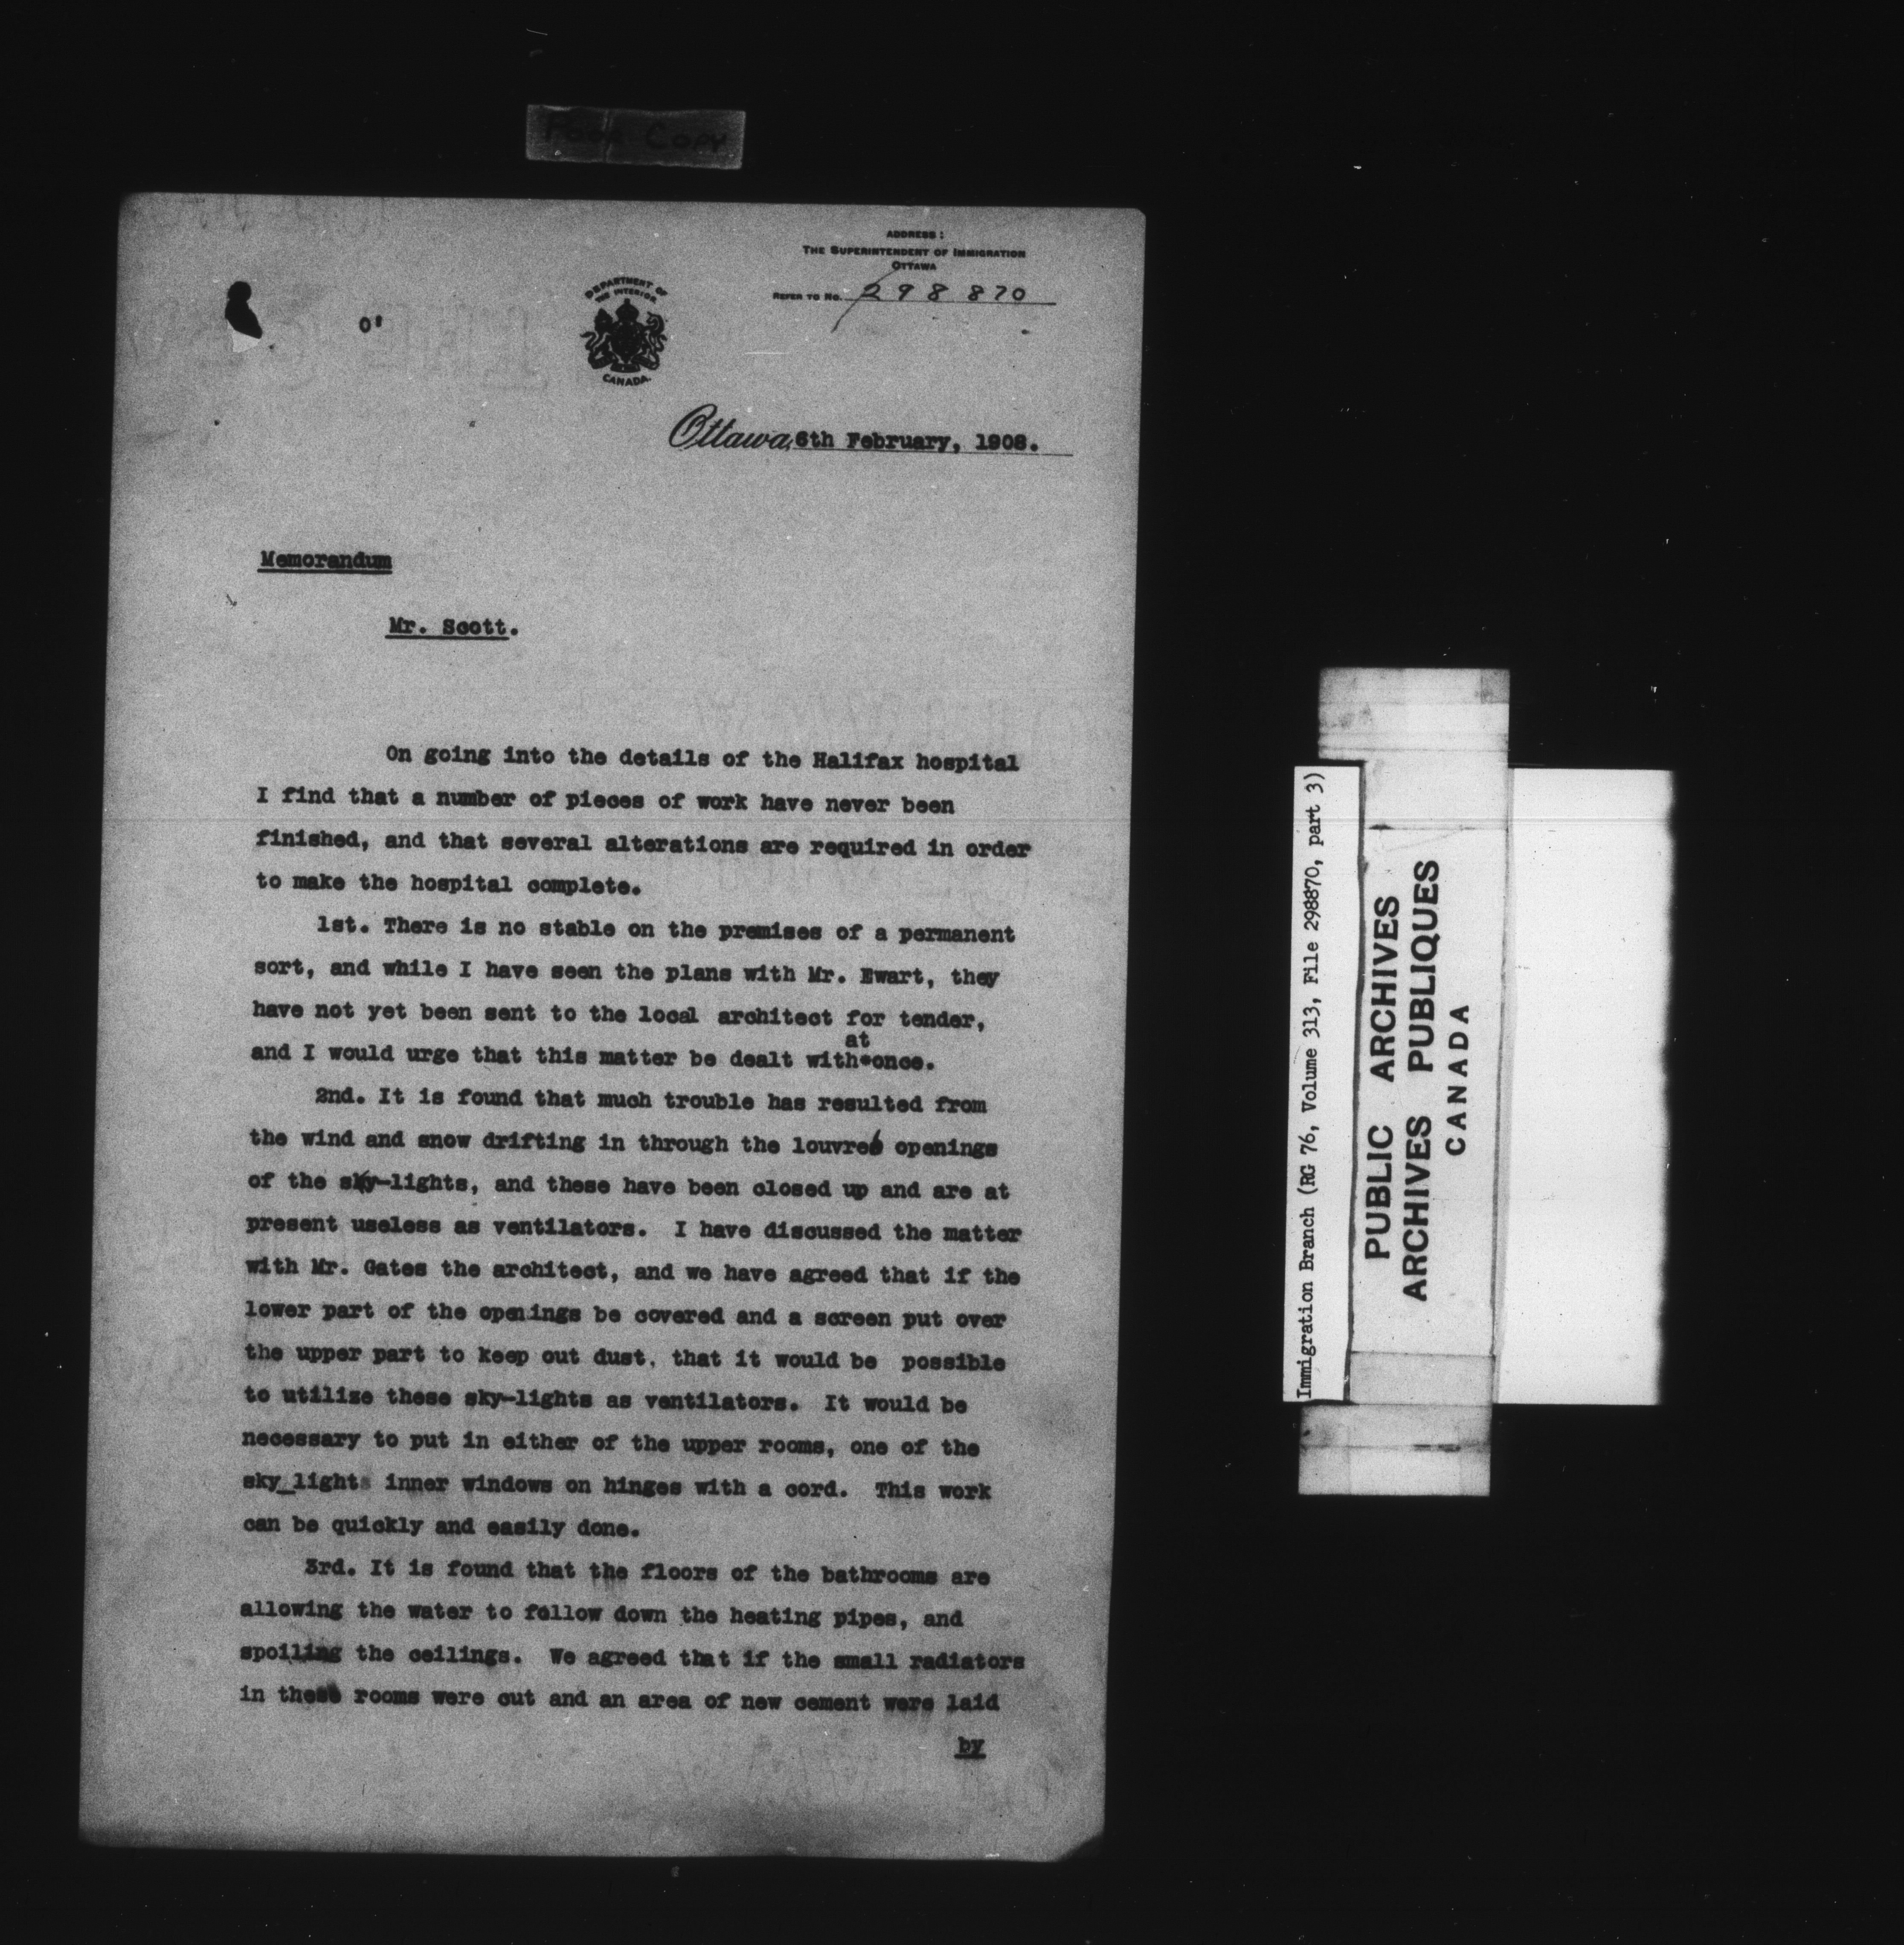 Poor Copy
ADDRESS:
THE SUPERINTENDENT OF IMMIGRATION
OTTAWA
REFER TO No. 298870
DEPARTMENT OF
THE INTERIOR
CANADA.
Ottawa, 6th February, 1908.
Memorandum
Mr. Scott.
On going into the details of the Halifax hospital
I find that a number of pieces of work have never been
finished, and that several alterations are required in order
to make the hospital complete.
1st. There is no stable on the premises of a permanent
sort, and while I have seen the plans with Mr. Ewart, they
have not yet been sent to the local architect for tender,
at
and I would urge that this matter be dealt with once.
2nd. It is found that much trouble has resulted from
the wind and snow drifting in through the louvre openings
of the sky-lights, and these have been closed up and are at
present useless as ventilators. I have discussed the matter
with Mr. Gates the architect, and we have agreed that if the
lower part of the openings be covered and a screen put over
the upper part to keep out dust, that it would be possible
to utilize these sky-lights as ventilators. It would be
necessary to put in either of the upper rooms, one of the
sky_lights inner windows on hinges with a cord. This work
can be quickly and easily done.
3rd. It is found that the floors of the bathrooms are
allowing the water to follow down the heating pipes, and
spoiling the ceilings. We agreed that if the small radiators
in these rooms were cut and an area of new cement were laid
by
Immigration Branch (RG 76, Volume 313, File 298870, part 3)
PUBLIC ARCHIVES
ARCHIVES PUBLIQUES
CANADA